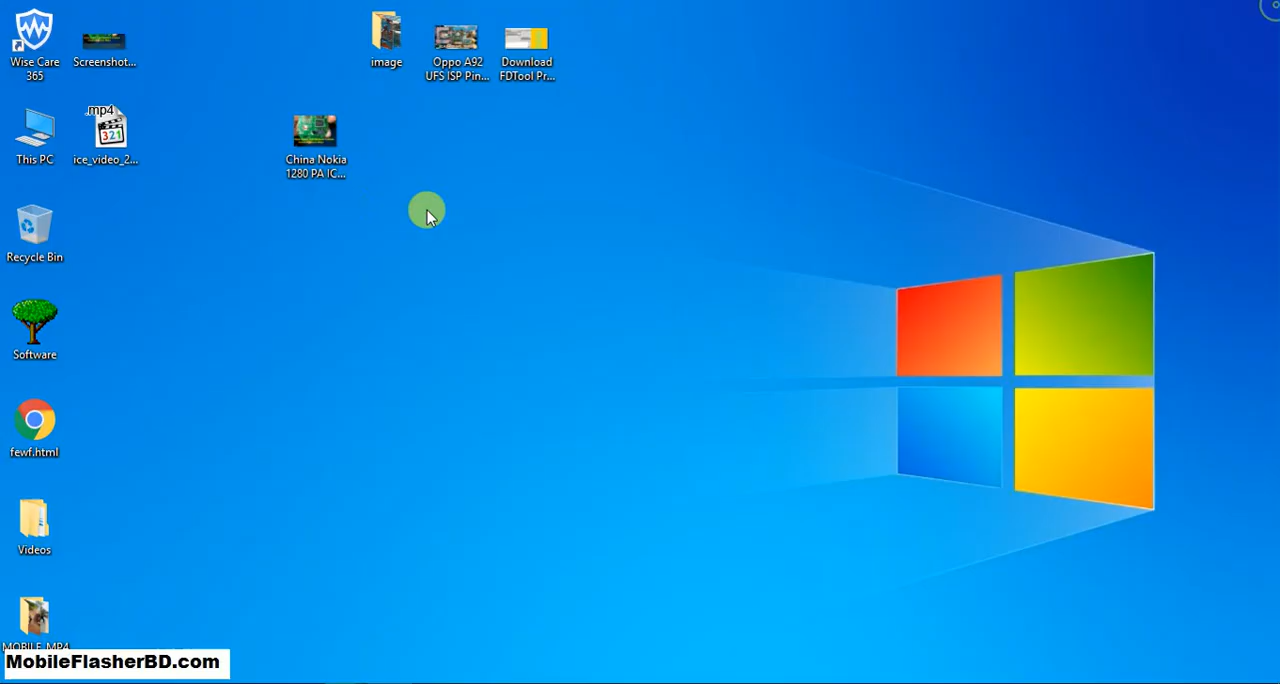 Wise Care
365
Screenshot...
image
Oppo A92
UFS ISP Pin...
Download
FDTool Pr...
This PC
.mp4
321
ice_video_2...
China Nokia
1280 PA IC...
Recycle Bin
Software
fewf.html
Videos
MOBILE_MP4
MobileFlasherBD.com